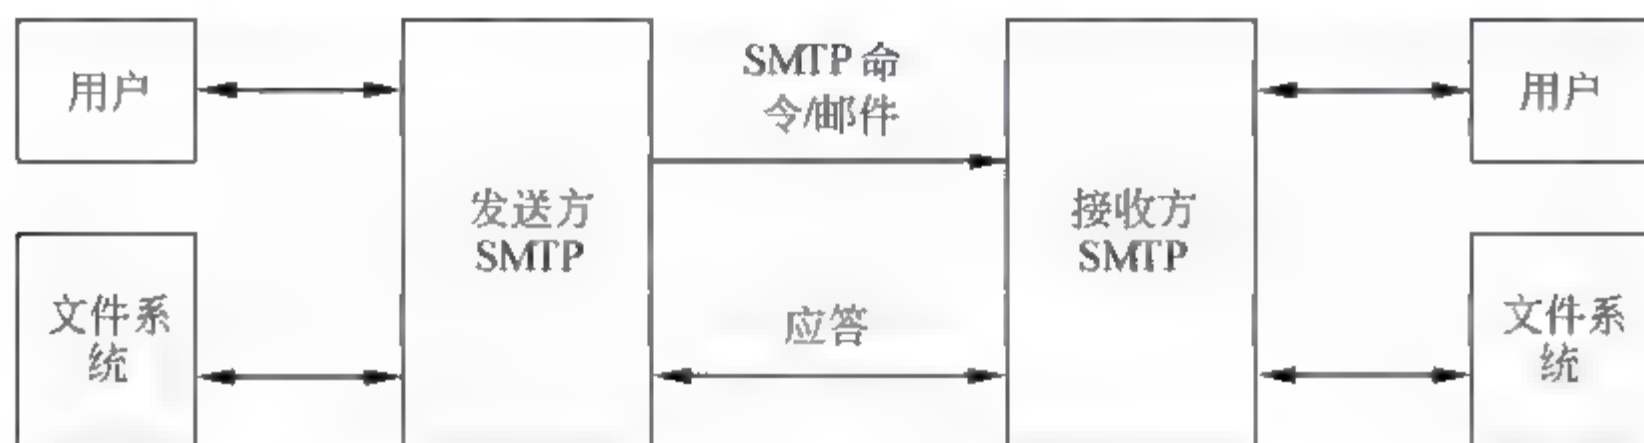 用户
SMTP 命
令/邮件
用户
发送方
SMTP
接收方
SMTP
文件系
统
应答
文件系
统